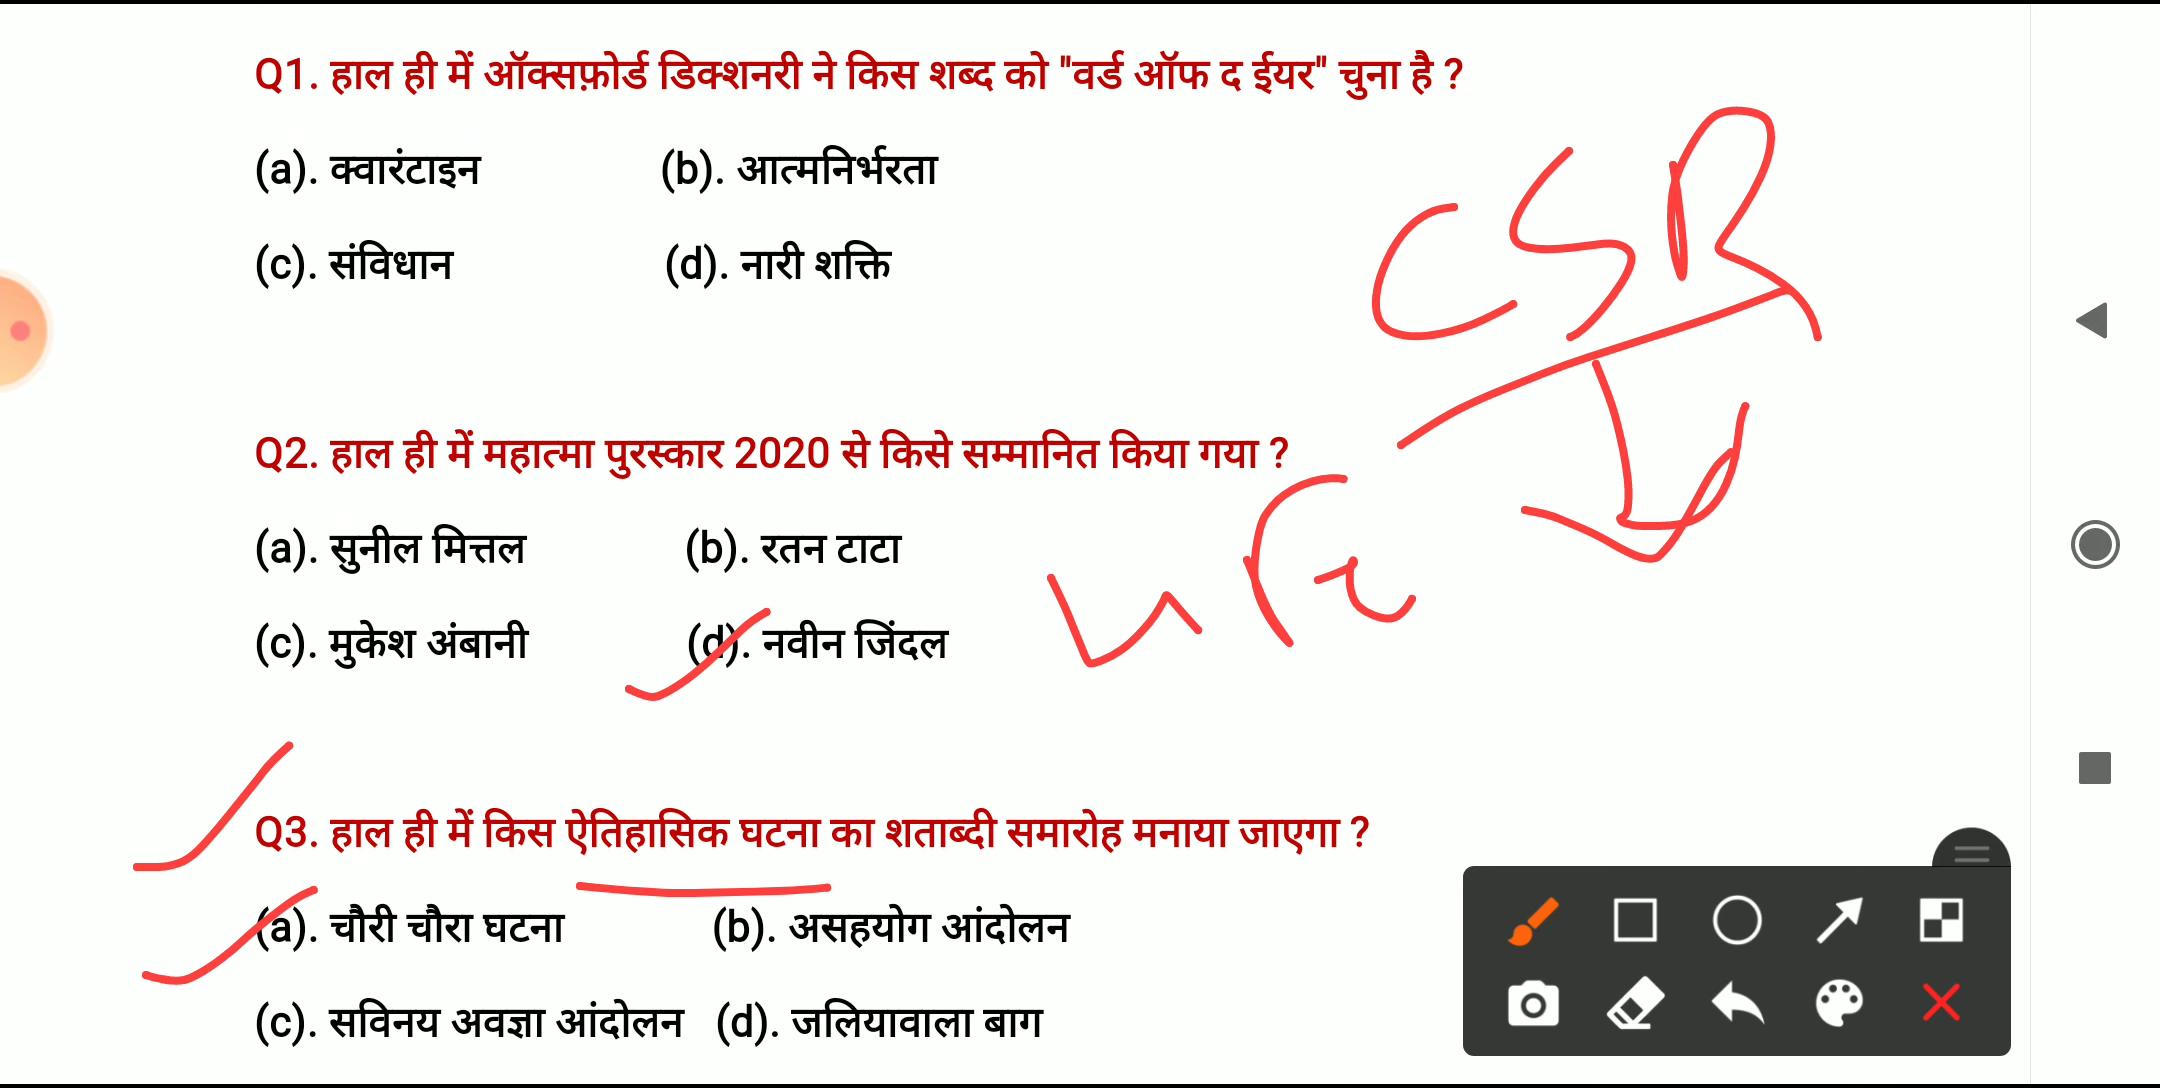 Q1. हाल ही में ऑक्सफ़ोर्ड डिक्शनरी ने किस शब्द को "वर्ड ऑफ द ईयर" चुना है ?
(a). क्वारंटाइन (b). आत्मनिर्भरता
(c). संविधान (d). नारी शक्ति
CSR
Q2. हाल ही में महात्मा पुरस्कार 2020 से किसे सम्मानित किया गया ?
(a). सुनील मित्तल (b). रतन टाटा
(c). मुकेश अंबानी (d). नवीन जिंदल
Q3. हाल ही में किस ऐतिहासिक घटना का शताब्दी समारोह मनाया जाएगा ?
(a). चौरी चौरा घटना (b). असहयोग आंदोलन
(c). सविनय अवज्ञा आंदोलन (d). जलियावाला बाग